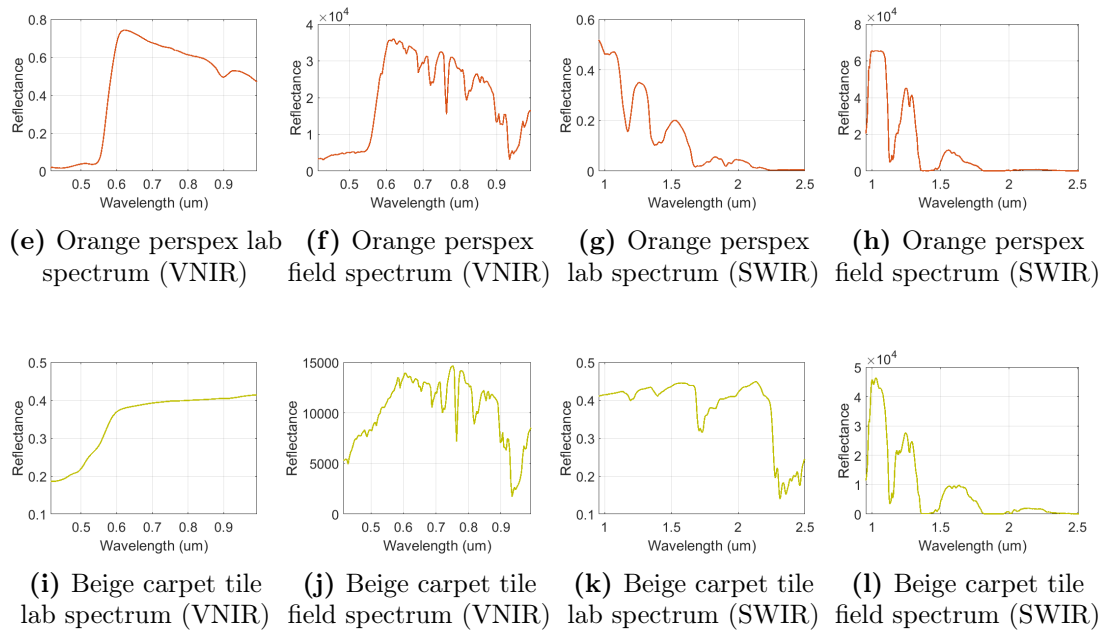 0.8
0.6
0.4
0.2
0
Reflectance
0.5 0.6 0.7 0.8 0.9
Wavelength (um)
(e) Orange perspex lab
spectrum (VNIR)
× 10⁴
4
3
2
1
0
Reflectance
0.5 0.6 0.7 0.8 0.9
Wavelength (um)
(f) Orange perspex
field spectrum (VNIR)
0.6
0.4
0.2
0
Reflectance
1 1.5 2 2.5
Wavelength (um)
(g) Orange perspex
lab spectrum (SWIR)
× 10⁴
8
6
4
2
0
Reflectance
1 1.5 2 2.5
Wavelength (um)
(h) Orange perspex
field spectrum (SWIR)
0.5
0.4
0.3
0.2
0.1
Reflectance
0.5 0.6 0.7 0.8 0.9
Wavelength (um)
(i) Beige carpet tile
lab spectrum (VNIR)
15000
10000
5000
0
Reflectance
0.5 0.6 0.7 0.8 0.9
Wavelength (um)
(j) Beige carpet tile
field spectrum (VNIR)
0.5
0.4
0.3
0.2
0.1
Reflectance
1 1.5 2 2.5
Wavelength (um)
(k) Beige carpet tile
lab spectrum (SWIR)
× 10⁴
5
4
3
2
1
0
Reflectance
1 1.5 2 2.5
Wavelength (um)
(l) Beige carpet tile
field spectrum (SWIR)